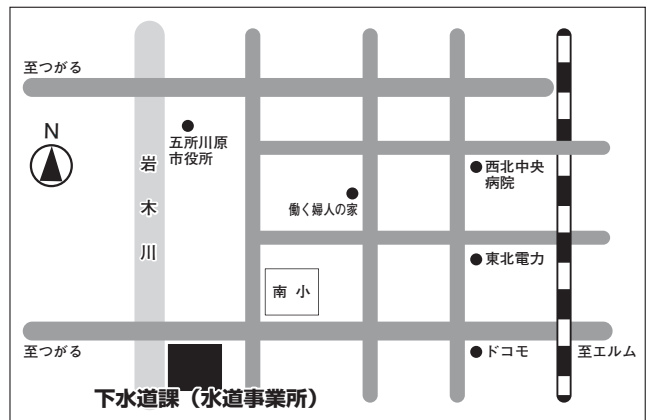 至つがる
N
五所川原
市役所
岩木川
西北中央
病院
働く婦人の家
東北電力
南小
至つがる
ドコモ
至エルム
下水道課（水道事業所）